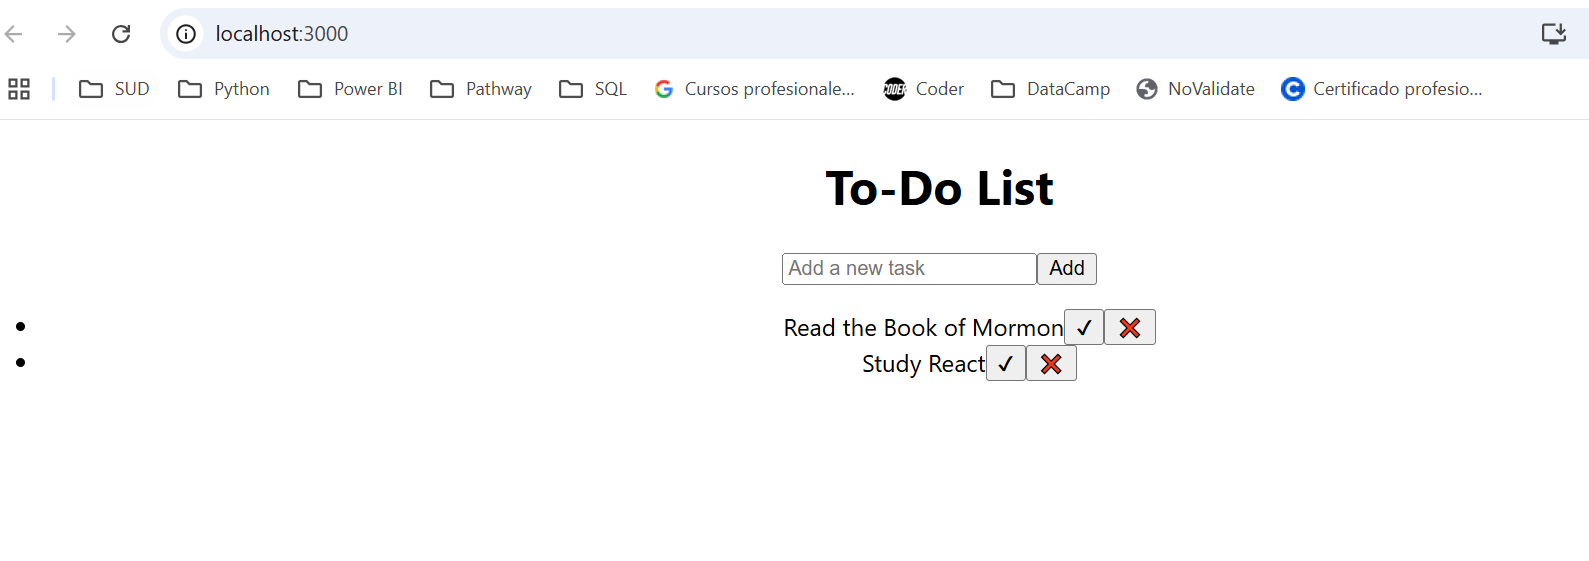 localhost:3000
SUD Python Power BI Pathway SQL Cursos profesionale... Coder DataCamp NoValidate Certificado profesio...
To-Do List
Add a new task Add
Read the Book of Mormon ✓ ❌
Study React ✓ ❌